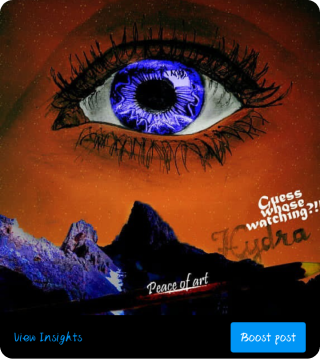 Guess
whose
watching?!!
Hydra
Peace of art
View Insights
Boost post